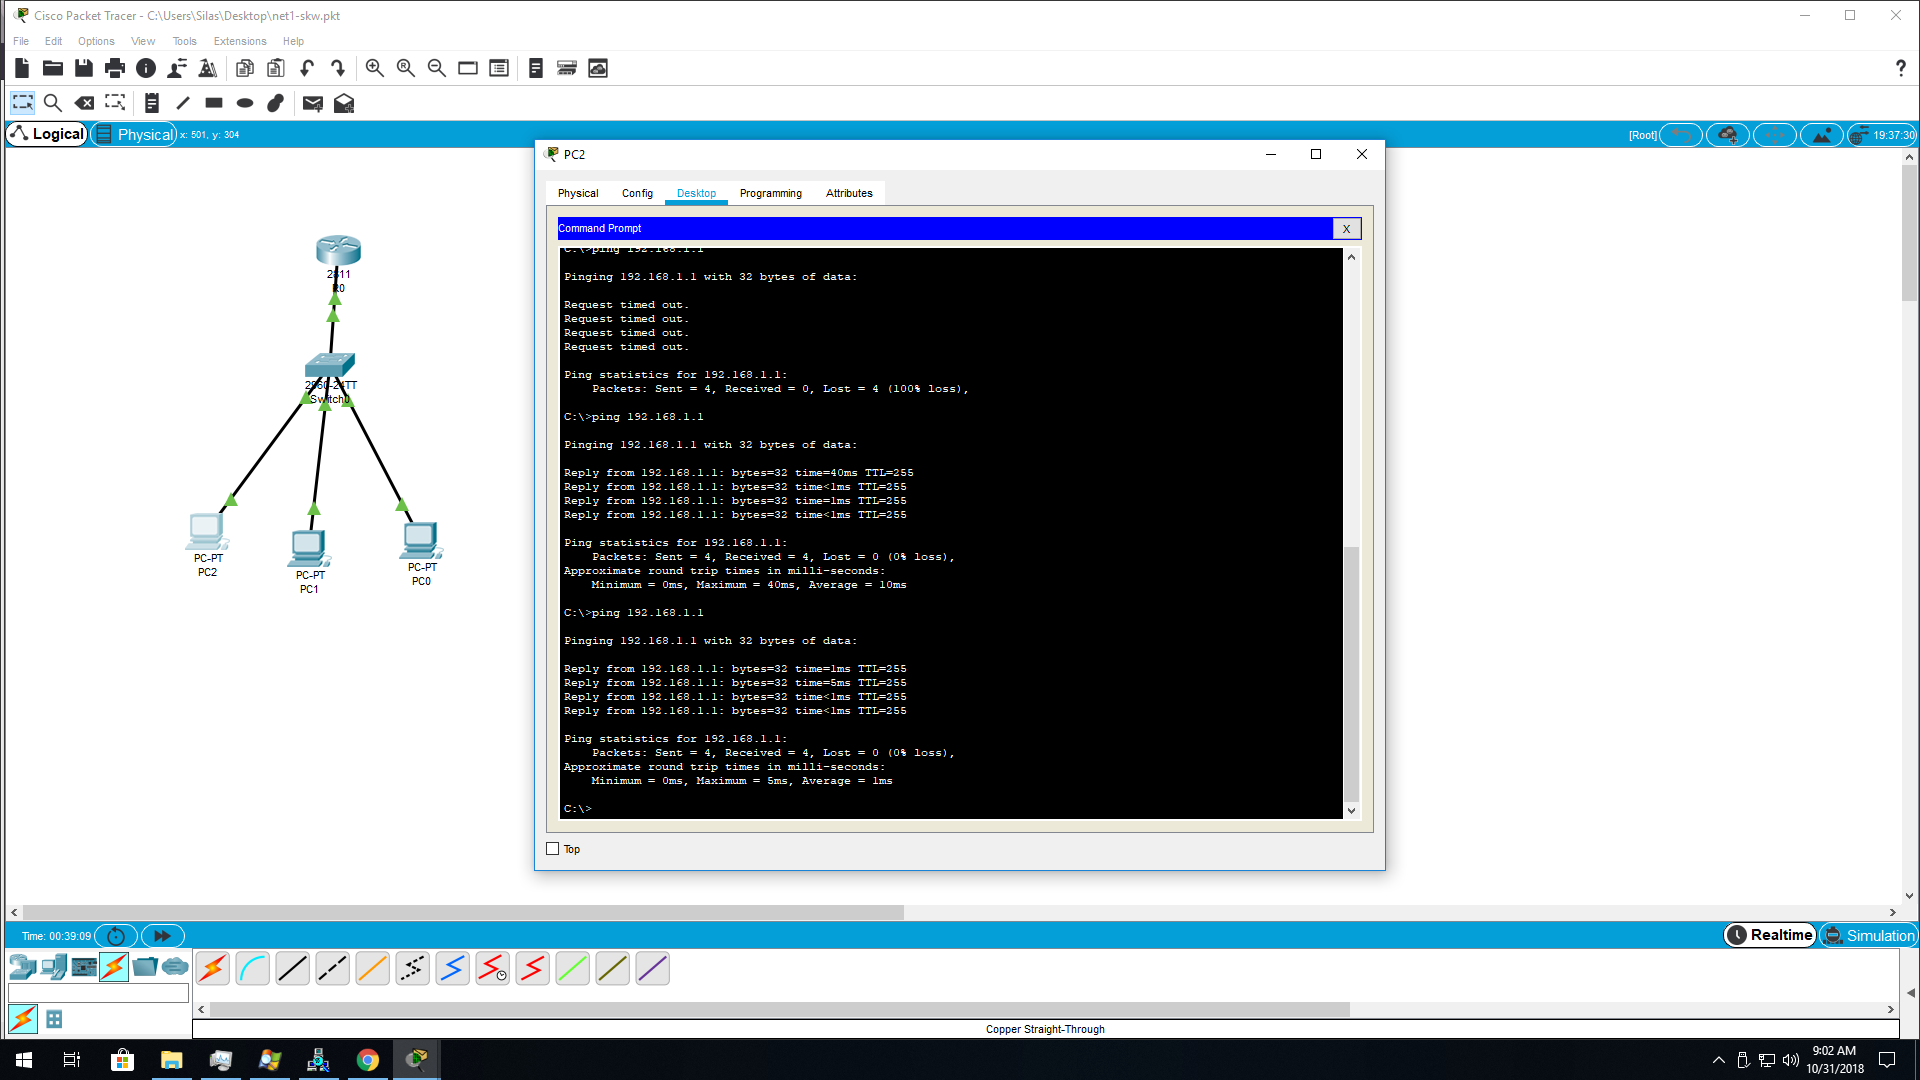 Cisco Packet Tracer - C:\Users\Silas\Desktop\net1-skw.pkt
File Edit Options View Tools Extensions Help
?
Logical Physical x: 501, y: 304 [Root] 19:37:30
PC2
Physical Config Desktop Programming Attributes
Command Prompt X
C:\>ping 192.168.1.1
Pinging 192.168.1.1 with 32 bytes of data:
Request timed out.
Request timed out.
Request timed out.
Request timed out.
Ping statistics for 192.168.1.1:
Packets: Sent = 4, Received = 0, Lost = 4 (100% loss),
C:\>ping 192.168.1.1
Pinging 192.168.1.1 with 32 bytes of data:
Reply from 192.168.1.1: bytes=32 time=40ms TTL=255
Reply from 192.168.1.1: bytes=32 time<1ms TTL=255
Reply from 192.168.1.1: bytes=32 time=1ms TTL=255
Reply from 192.168.1.1: bytes=32 time<1ms TTL=255
Ping statistics for 192.168.1.1:
Packets: Sent = 4, Received = 4, Lost = 0 (0% loss),
Approximate round trip times in milli-seconds:
Minimum = 0ms, Maximum = 40ms, Average = 10ms
C:\>ping 192.168.1.1
Pinging 192.168.1.1 with 32 bytes of data:
Reply from 192.168.1.1: bytes=32 time=1ms TTL=255
Reply from 192.168.1.1: bytes=32 time=5ms TTL=255
Reply from 192.168.1.1: bytes=32 time<1ms TTL=255
Reply from 192.168.1.1: bytes=32 time<1ms TTL=255
Ping statistics for 192.168.1.1:
Packets: Sent = 4, Received = 4, Lost = 0 (0% loss),
Approximate round trip times in milli-seconds:
Minimum = 0ms, Maximum = 5ms, Average = 1ms
C:\>
Top
R0
2960-24TT
Switch0
PC-PT
PC2
PC-PT
PC1
PC-PT
PC0
Time: 00:39:09 Realtime Simulation
Copper Straight-Through
9:02 AM
10/31/2018